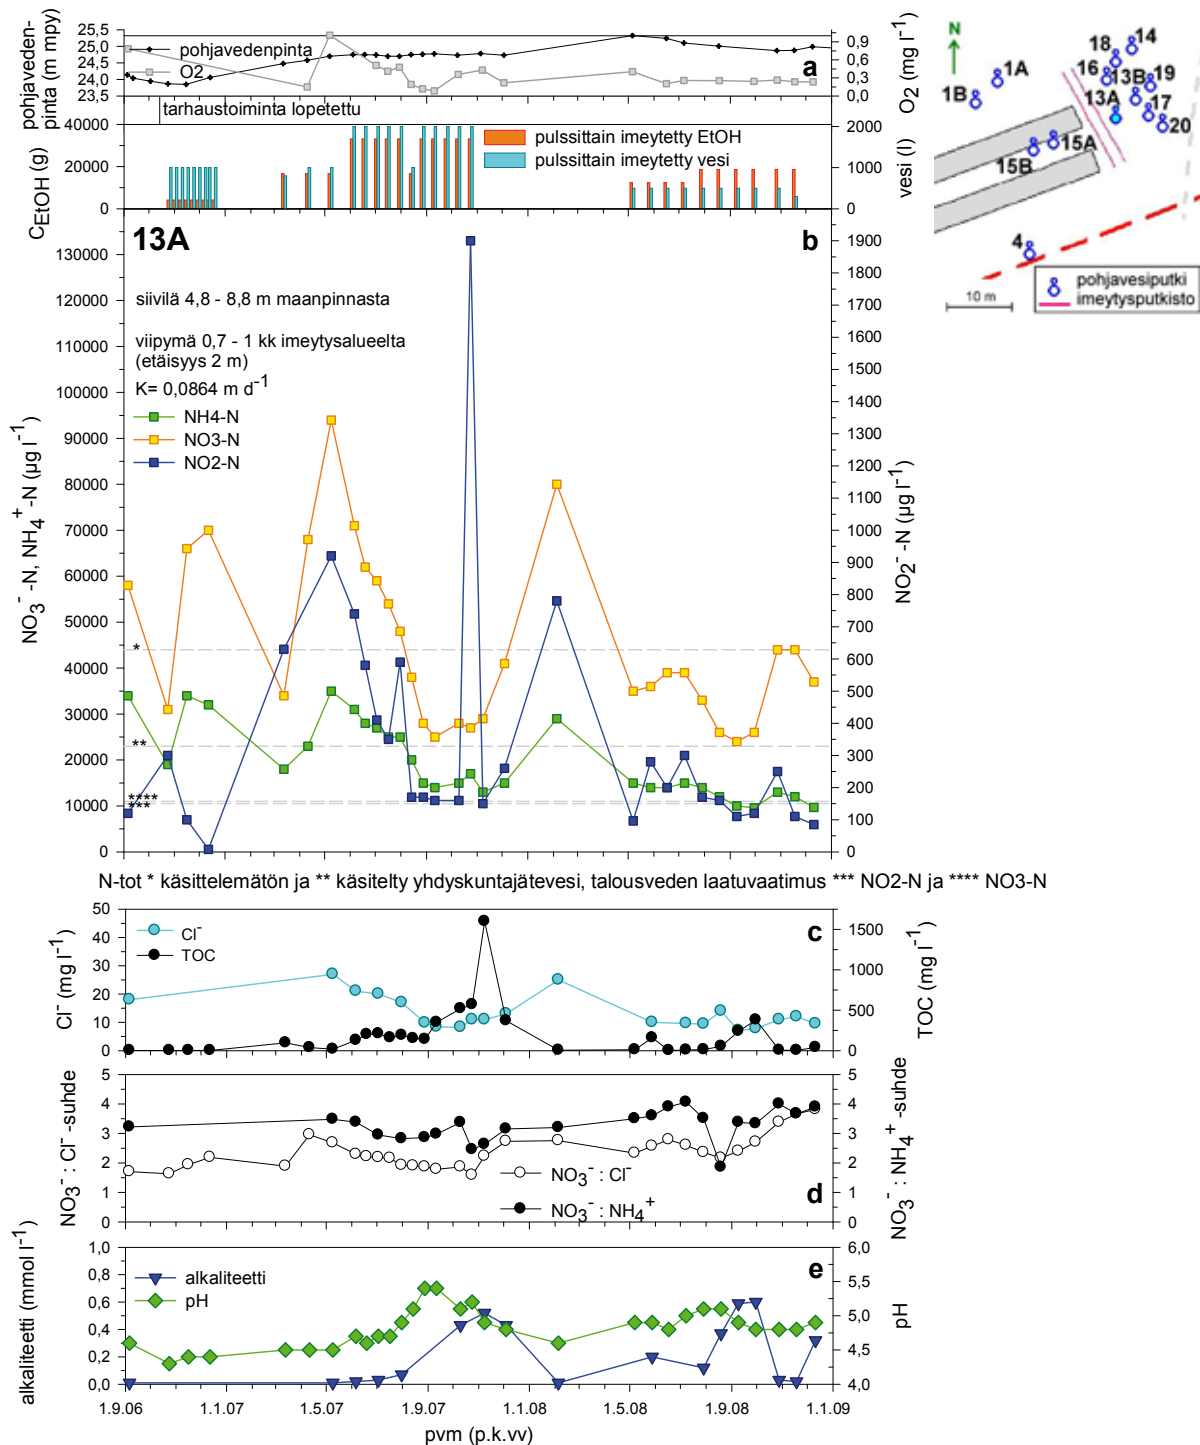 pohjaveden-
pinta (m mpy)
25,5
25,0
24,5
24,0
23,5
pohjavedenpinta
O2
a
0,9
0,6
0,3
0,0
O2 (mg l-1)
tarhaustoiminta lopetettu
CEtOH (g)
40000
20000
0
pulssittain imeytetty EtOH
pulssittain imeytetty vesi
2000
1000
0
vesi (l)
13A
b
siivilä 4,8 - 8,8 m maanpinnasta
viipymä 0,7 - 1 kk imeytysalueelta
(etäisyys 2 m)
K= 0,0864 m d-1
NH4-N
NO3-N
NO2-N
NO3- -N, NH4+ -N (µg l-1)
130000
120000
110000
100000
90000
80000
70000
60000
50000
40000
30000
20000
10000
0
*
**
****
***
1900
1800
1700
1600
1500
1400
1300
1200
1100
1000
900
800
700
600
500
400
300
200
100
0
NO2- -N (µg l-1)
N-tot * käsittelemätön ja ** käsitelty yhdyskuntajätevesi, talousveden laatuvaatimus *** NO2-N ja **** NO3-N
Cl- (mg l-1)
50
40
30
20
10
0
Cl-
TOC
c
1500
1000
500
0
TOC (mg l-1)
NO3- : Cl- -suhde
5
4
3
2
1
0
NO3- : Cl-
NO3- : NH4+
d
5
4
3
2
1
0
NO3- : NH4+ -suhde
alkaliteetti (mmol l-1)
1,0
0,8
0,6
0,4
0,2
0,0
alkaliteetti
pH
e
6,0
5,5
5,0
4,5
4,0
pH
1.9.06
1.1.07
1.5.07
1.9.07
1.1.08
1.5.08
1.9.08
1.1.09
pvm (p.k.vv)
N
14
18
16
1A
13B
19
1B
13A
17
20
15A
15B
4
10 m
pohjavesiputki
imeytysputkisto